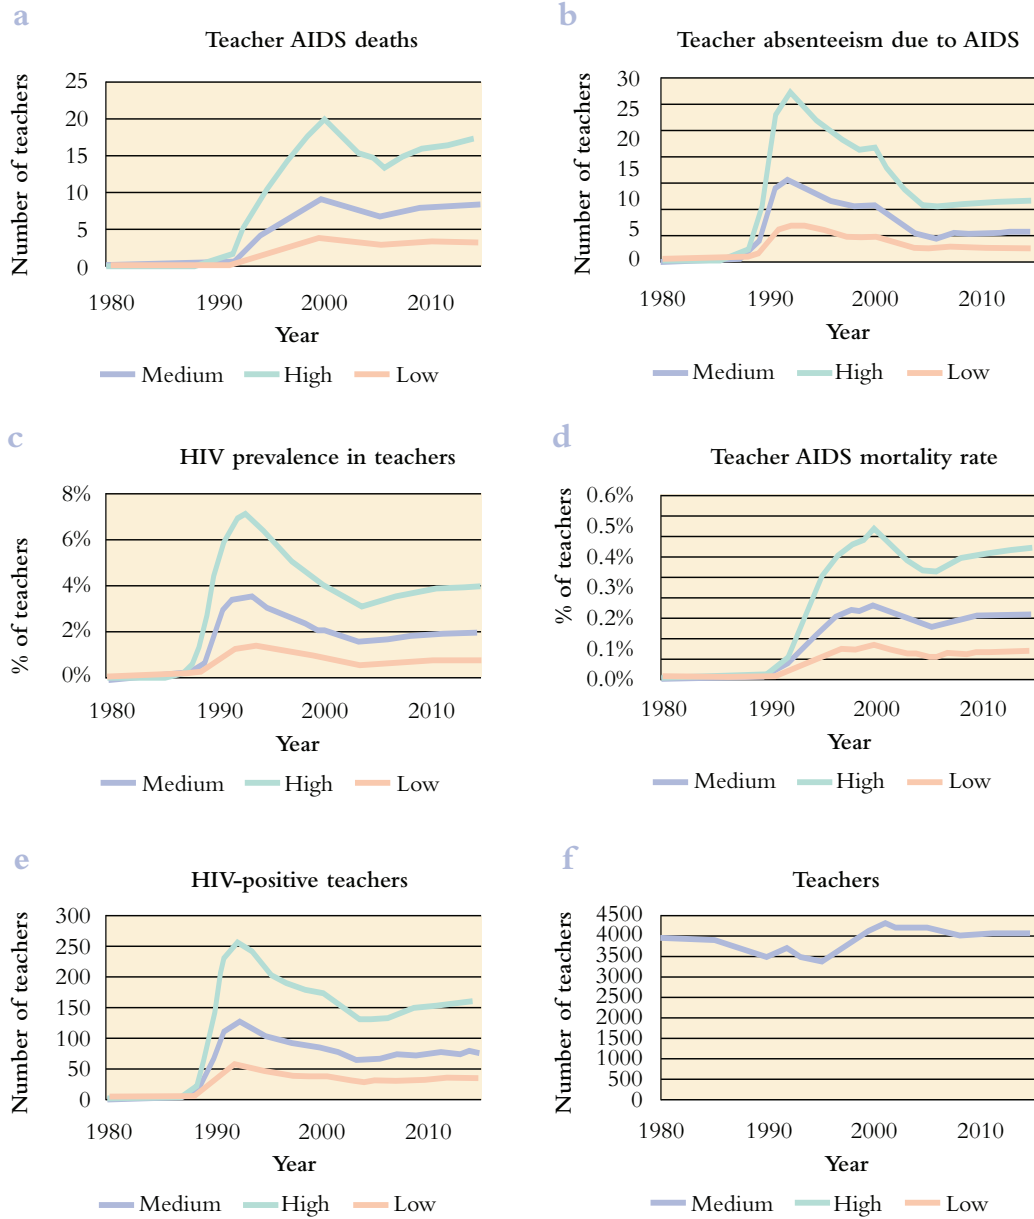 a
Teacher AIDS deaths
Number of teachers
25
20
15
10
5
0
1980 1990 2000 2010
Year
Medium High Low
b
Teacher absenteeism due to AIDS
Number of teachers
30
25
20
15
10
5
0
1980 1990 2000 2010
Year
Medium High Low
c
HIV prevalence in teachers
% of teachers
8%
6%
4%
2%
0%
1980 1990 2000 2010
Year
Medium High Low
d
Teacher AIDS mortality rate
% of teachers
0.6%
0.5%
0.4%
0.3%
0.2%
0.1%
0.0%
1980 1990 2000 2010
Year
Medium High Low
e
HIV-positive teachers
Number of teachers
300
250
200
150
100
50
0
1980 1990 2000 2010
Year
Medium High Low
f
Teachers
Number of teachers
4500
4000
3500
3000
2500
2000
1500
1000
500
0
1980 1990 2000 2010
Year
Medium High Low